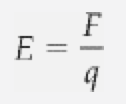 E = F/q